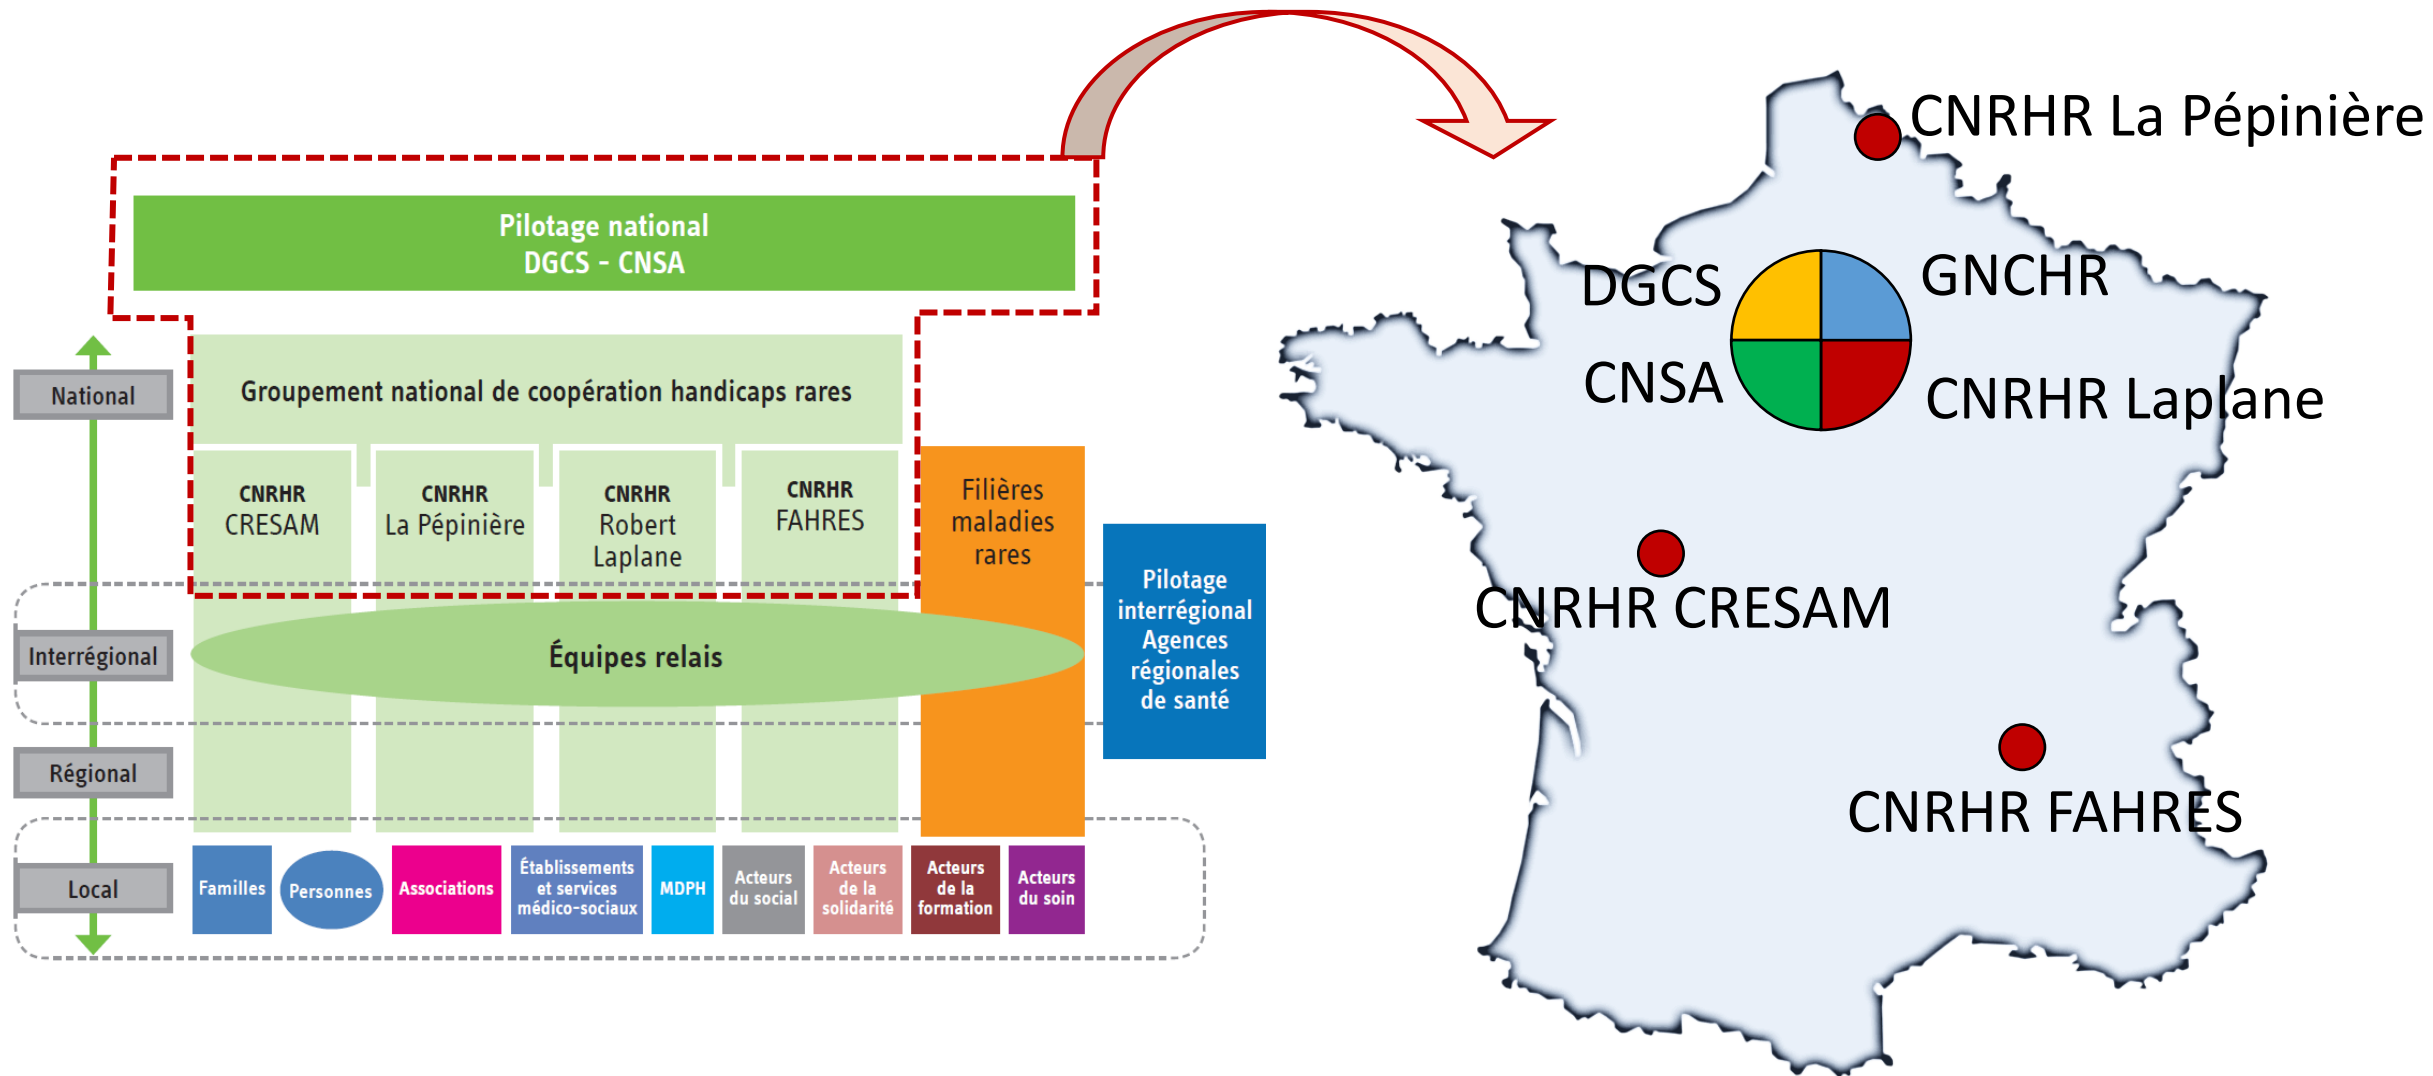 Pilotage national
DGCS - CNSA
National
Groupement national de coopération handicaps rares
CNRHR
CRESAM
CNRHR
La Pépinière
CNRHR
Robert
Laplane
CNRHR
FAHRES
Filières
maladies
rares
Pilotage
interrégional
Agences
régionales
de santé
Interrégional
Équipes relais
Régional
Local
Familles
Personnes
Associations
Établissements
et services
médico-sociaux
MDPH
Acteurs
du social
Acteurs
de la
solidarité
Acteurs
de la
formation
Acteurs
du soin
CNRHR La Pépinière
DGCS
GNCHR
CNSA
CNRHR Laplane
CNRHR CRESAM
CNRHR FAHRES